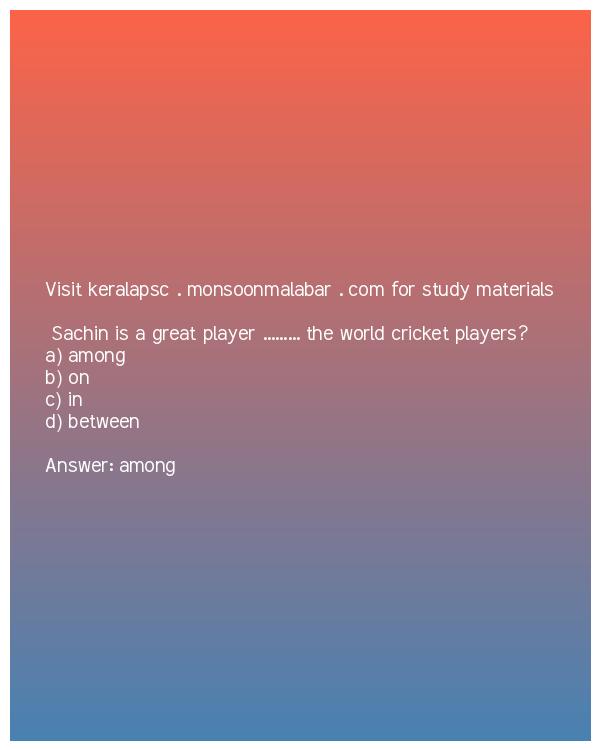 Visit keralapsc . monsoonmalabar . com for study materials
Sachin is a great player ......... the world cricket players?
a) among
b) on
c) in
d) between
Answer: among